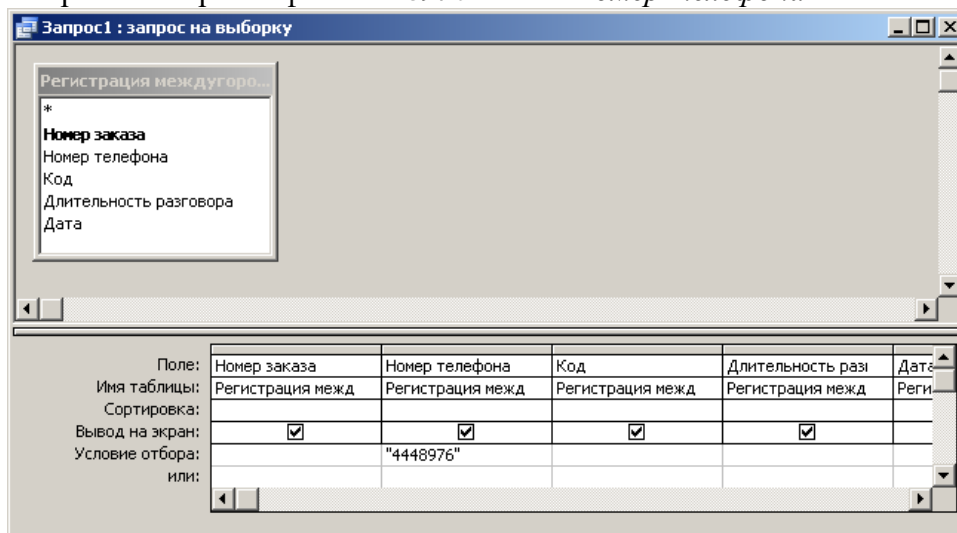 Запрос1 : запрос на выборку
Регистрация междугоро...
*
Номер заказа
Номер телефона
Код
Длительность разговора
Дата
Поле: Номер заказа Номер телефона Код Длительность разг Дата
Имя таблицы: Регистрация межд Регистрация межд Регистрация межд Регистрация межд Реги
Сортировка:
Вывод на экран:
Условие отбора: "4448976"
или: